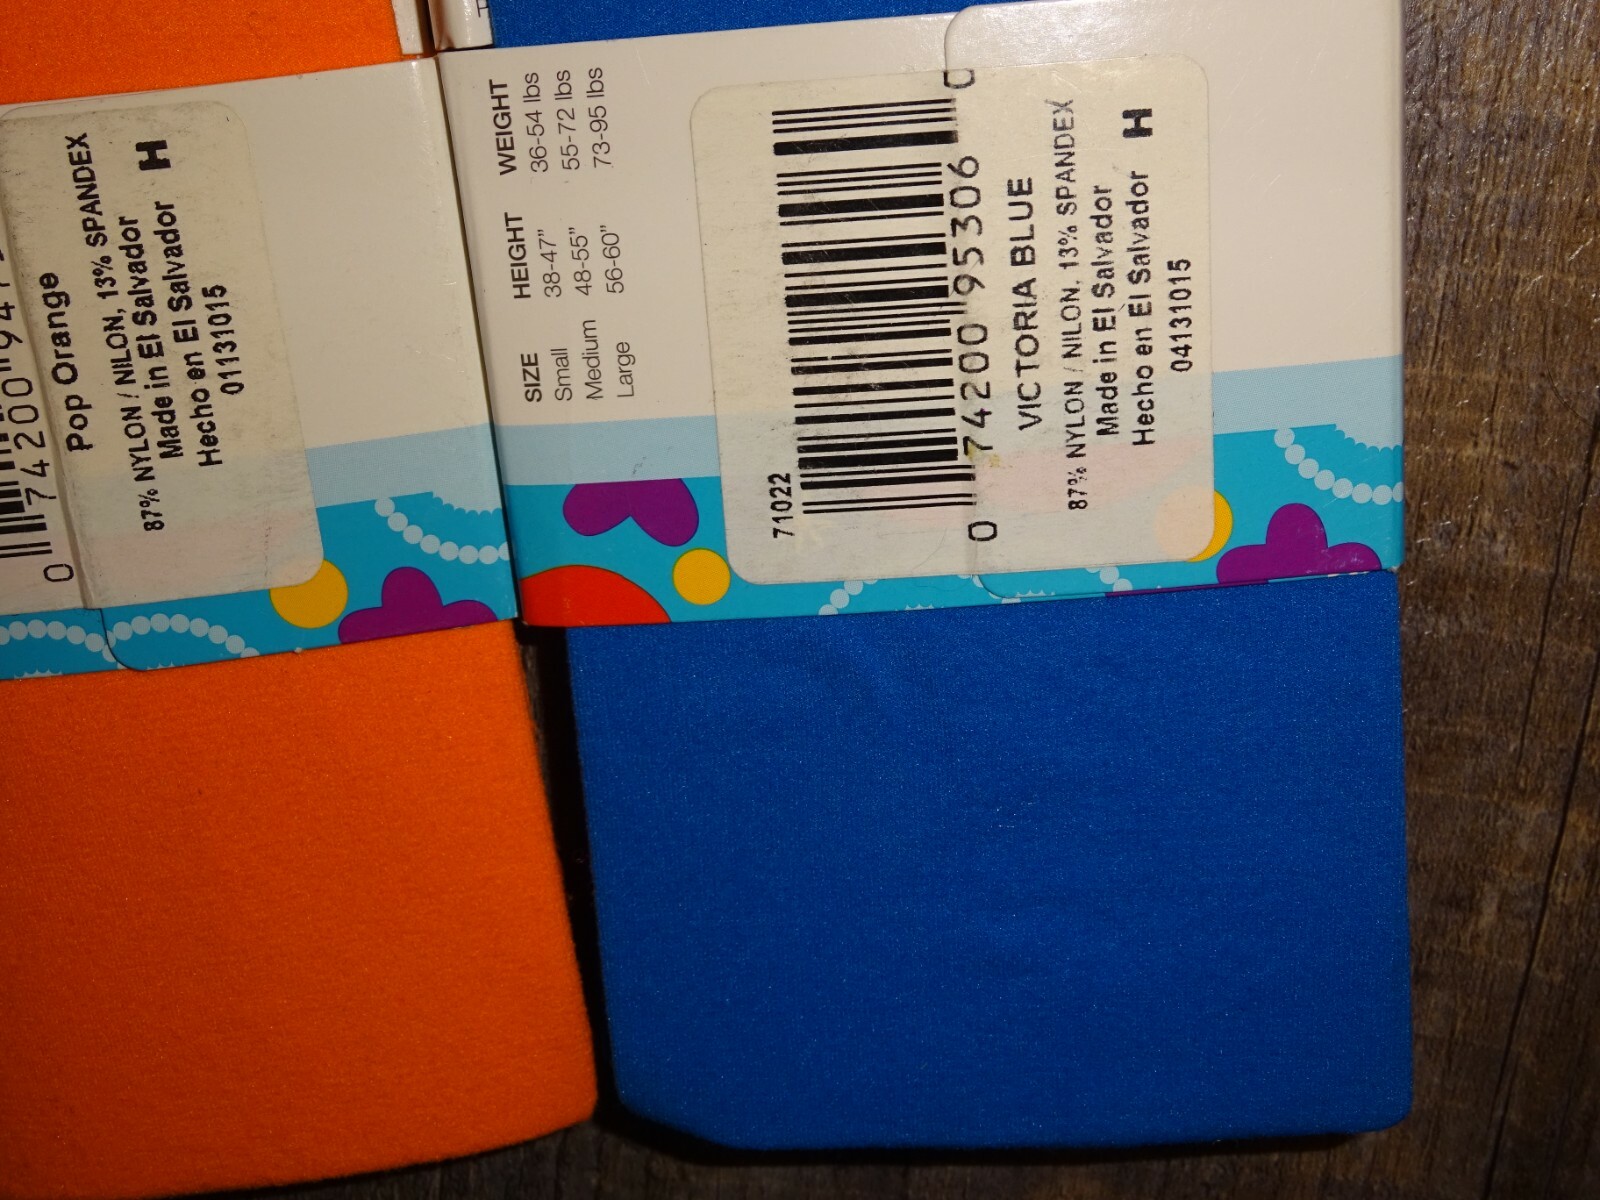 Pop Orange
87% NYLON / NILON, 13% SPANDEX
Made in El Salvador
Hecho en El Salvador H
01131015
SIZE HEIGHT WEIGHT
Small 38-47" 36-54 lbs
Medium 48-55" 55-72 lbs
Large 56-60" 73-95 lbs
71022
0 74200 95306 0
VICTORIA BLUE
87% NYLON / NILON, 13% SPANDEX
Made in El Salvador
Hecho en El Salvador H
04131015